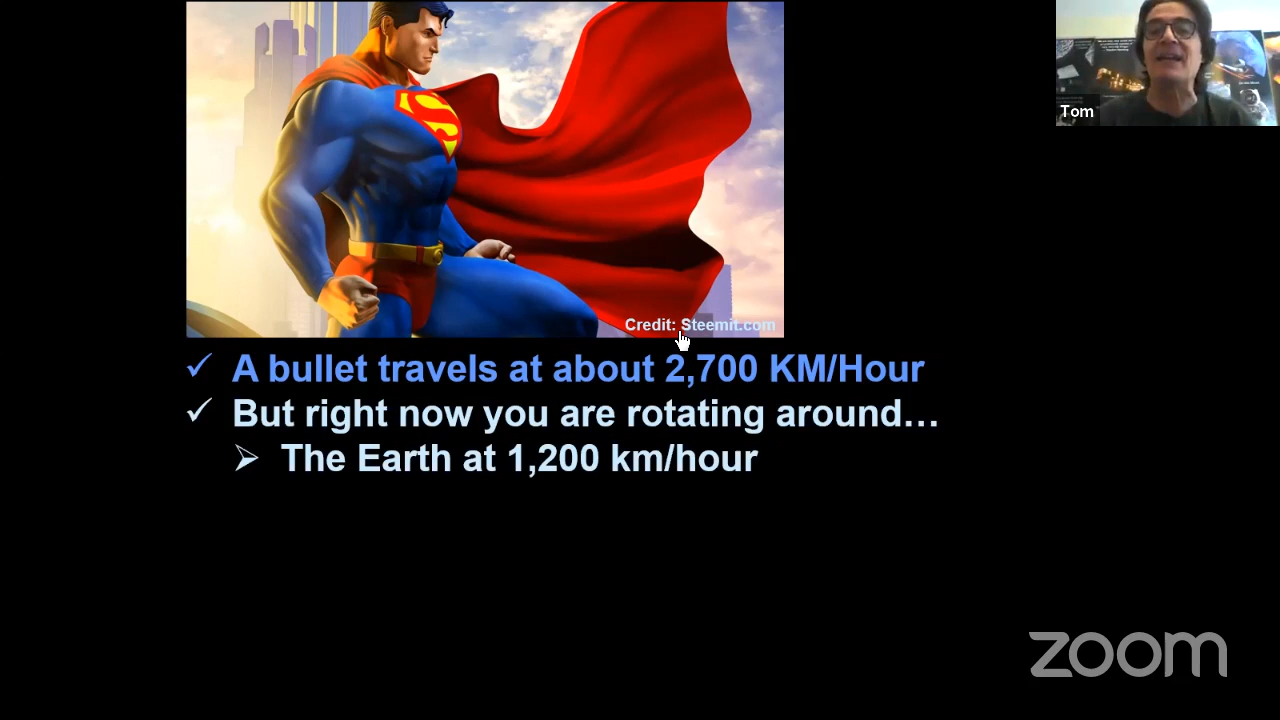 Tom
Credit: Steemit.com
✓ A bullet travels at about 2,700 KM/Hour
✓ But right now you are rotating around…
➢ The Earth at 1,200 km/hour
zoom